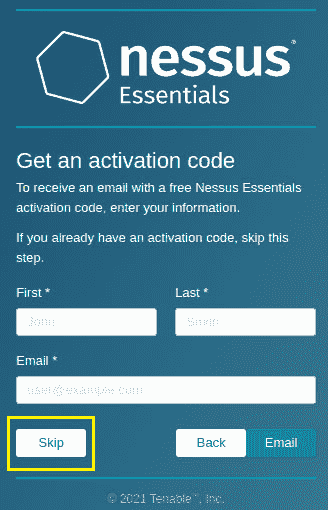 nessus®
Essentials
Get an activation code
To receive an email with a free Nessus Essentials
activation code, enter your information.
If you already have an activation code, skip this
step.
First * Last *
John Smith
Email *
user@example.com
Skip Back Email
© 2021 Tenable™, Inc.